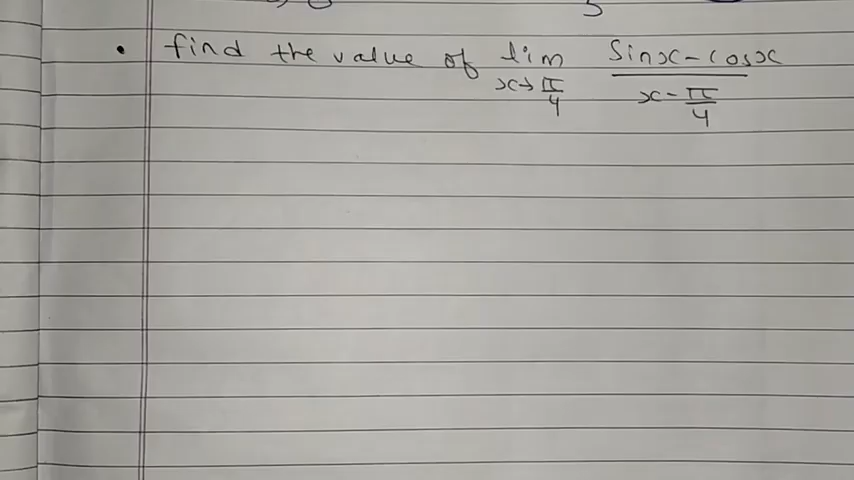 • find the value of lim x→π/4 (sinx - cosx)/(x - π/4)